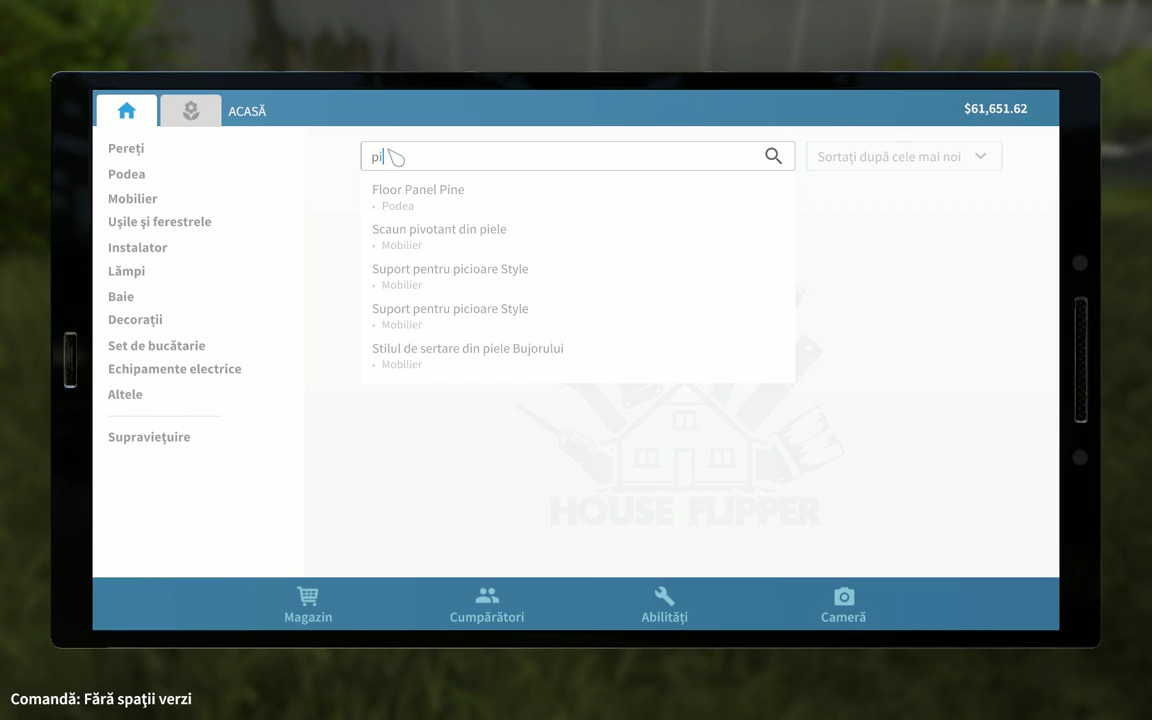 ACASĂ
$61,651.62
Pereți
Podea
Mobilier
Ușile și ferestrele
Instalator
Lămpi
Baie
Decorații
Set de bucătarie
Echipamente electrice
Altele
Supraviețuire
pi
Sortați după cele mai noi
Floor Panel Pine
• Podea
Scaun pivotant din piele
• Mobilier
Suport pentru picioare Style
• Mobilier
Suport pentru picioare Style
• Mobilier
Stilul de sertare din piele Bujorului
• Mobilier
HOUSE FLIPPER
Magazin
Cumpărători
Abilități
Cameră
Comandă: Fără spații verzi